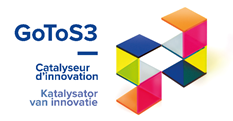 GoToS3
Catalyseur
d'innovation
Katalysator
van innovatie